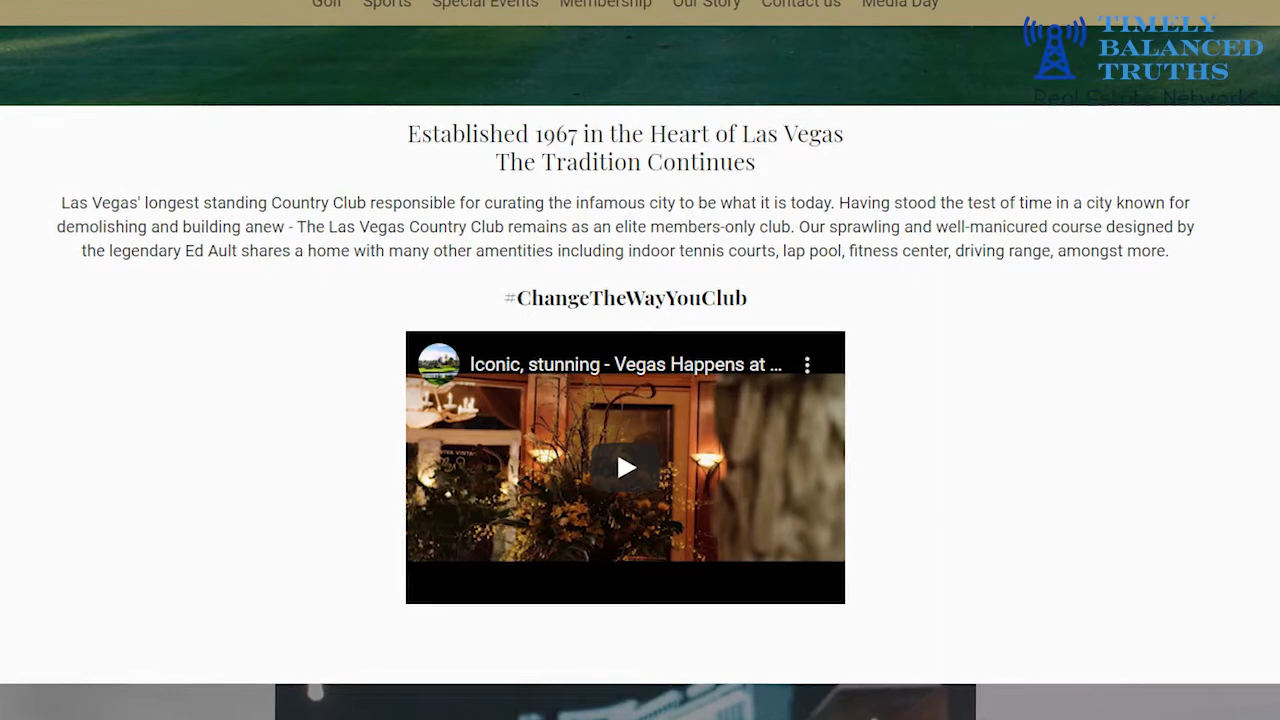 Golf Sports Special Events Membership Our Story Contact us Media Day
TIMELY
BALANCED
TRUTHS
Real Estate Network
Established 1967 in the Heart of Las Vegas
The Tradition Continues
Las Vegas' longest standing Country Club responsible for curating the infamous city to be what it is today. Having stood the test of time in a city known for
demolishing and building anew - The Las Vegas Country Club remains as an elite members-only club. Our sprawling and well-manicured course designed by
the legendary Ed Ault shares a home with many other amentities including indoor tennis courts, lap pool, fitness center, driving range, amongst more.
#ChangeTheWayYouClub
Iconic, stunning - Vegas Happens at ...